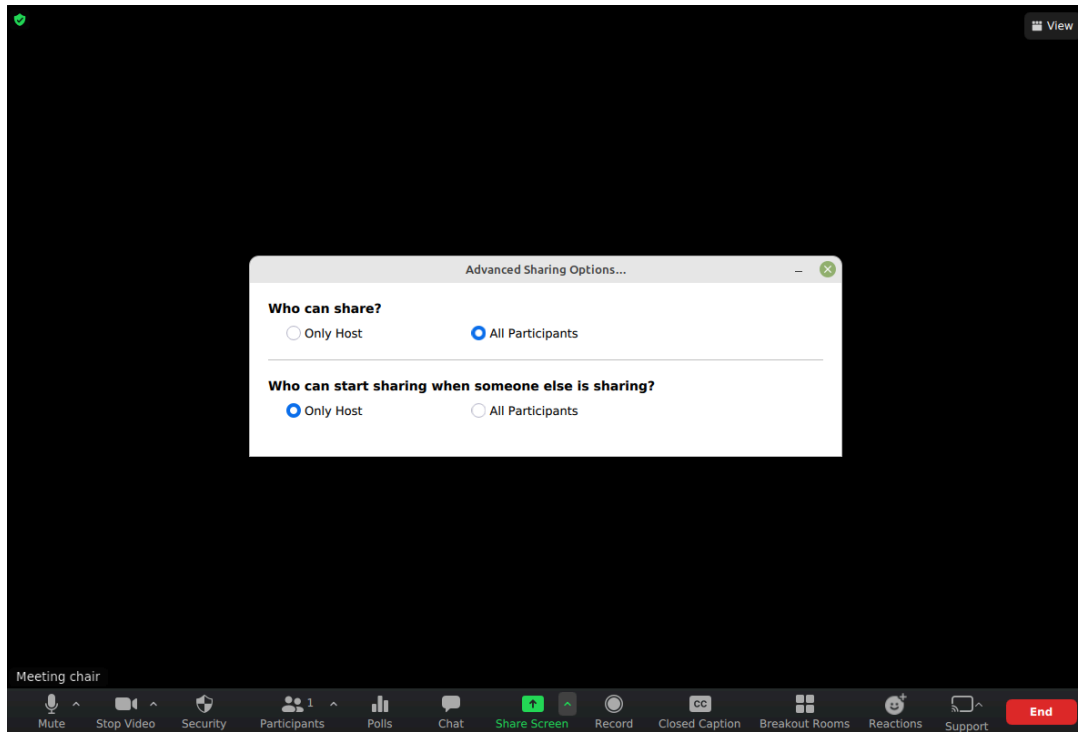 View
Advanced Sharing Options...
Who can share?
Only Host All Participants
Who can start sharing when someone else is sharing?
Only Host All Participants
Meeting chair
1
CC
Mute Stop Video Security Participants Polls Chat Share Screen Record Closed Caption Breakout Rooms Reactions Support End